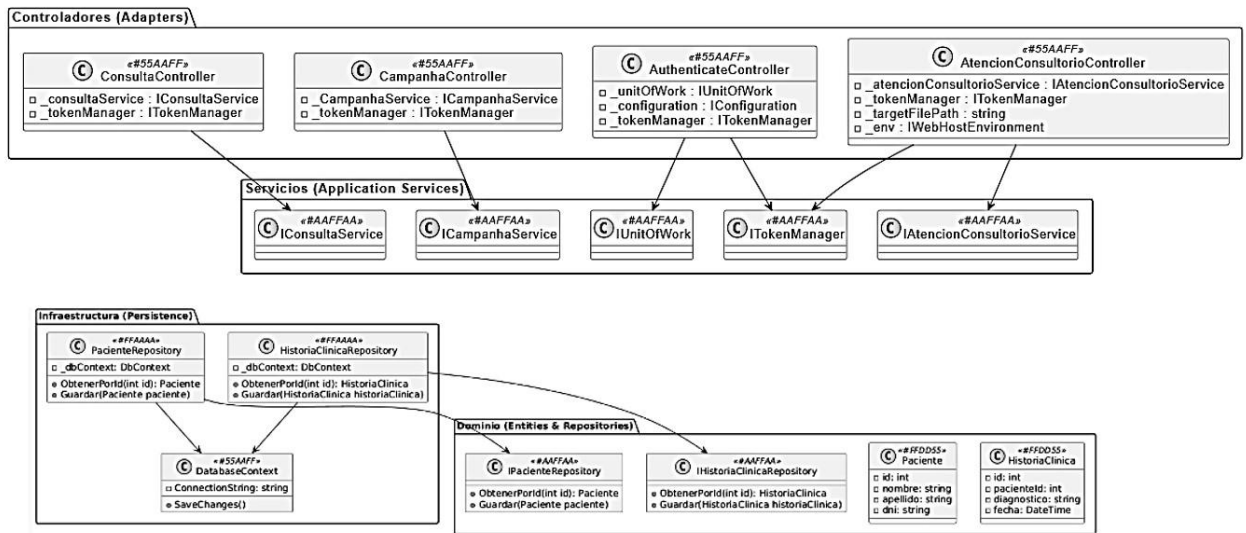 Controladores (Adapters)
«#55AAFF»
ConsultaController
_consultaService : IConsultaService
_tokenManager : ITokenManager
«#55AAFF»
CampanhaController
_CampanhaService : ICampanhaService
_tokenManager : ITokenManager
«#55AAFF»
AuthenticateController
_unitOfWork : IUnitOfWork
_configuration : IConfiguration
_tokenManager : ITokenManager
«#55AAFF»
AtencionConsultorioController
_atencionConsultorioService : IAtencionConsultorioService
_tokenManager : ITokenManager
_targetFilePath : string
_env : IWebHostEnvironment
Servicios (Application Services)
«#AAFFAA»
IConsultaService
«#AAFFAA»
ICampanhaService
«#AAFFAA»
IUnitOfWork
«#AAFFAA»
ITokenManager
«#AAFFAA»
IAtencionConsultorioService
Infraestructura (Persistence)
«#FFAAAA»
PacienteRepository
_dbContext: DbContext
ObtenerPorId(int id): Paciente
Guardar(Paciente paciente)
«#FFAAAA»
HistoriaClinicaRepository
_dbContext: DbContext
ObtenerPorId(int id): HistoriaClinica
Guardar(HistoriaClinica historiaClinica)
«#55AAFF»
DatabaseContext
ConnectionString: string
SaveChanges()
Dominio (Entities & Repositories)
«#AAFFAA»
IPacienteRepository
ObtenerPorId(int id): Paciente
Guardar(Paciente paciente)
«#AAFFAA»
IHistoriaClinicaRepository
ObtenerPorId(int id): HistoriaClinica
Guardar(HistoriaClinica historiaClinica)
«#FFDD55»
Paciente
id: int
nombre: string
apellido: string
dni: string
«#FFDD55»
HistoriaClinica
id: int
pacienteId: int
diagnostico: string
fecha: DateTime